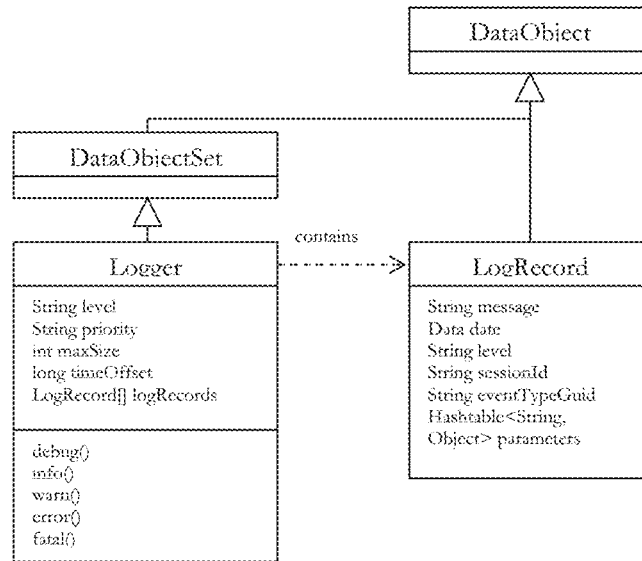 DataObject
DataObjectSet
contains
Logger
String level
String priority
int maxSize
long timeOffset
LogRecord[] logRecords
debug()
info()
warn()
error()
fatal()
LogRecord
String message
Data date
String level
String sessionId
String eventTypeGuid
Hashtable<String,
Object> parameters